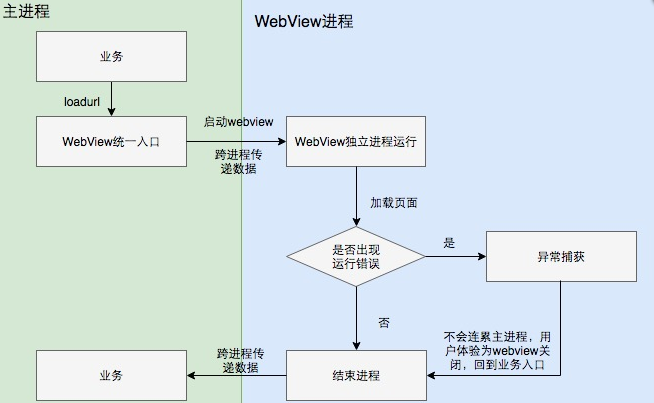 主进程
WebView进程
业务
loadurl
启动webview
WebView统一入口
WebView独立进程运行
跨进程传
递数据
加载页面
是否出现
运行错误
是
异常捕获
否
不会连累主进程，用
户体验为webview关
闭，回到业务入口
跨进程传
递数据
业务
结束进程